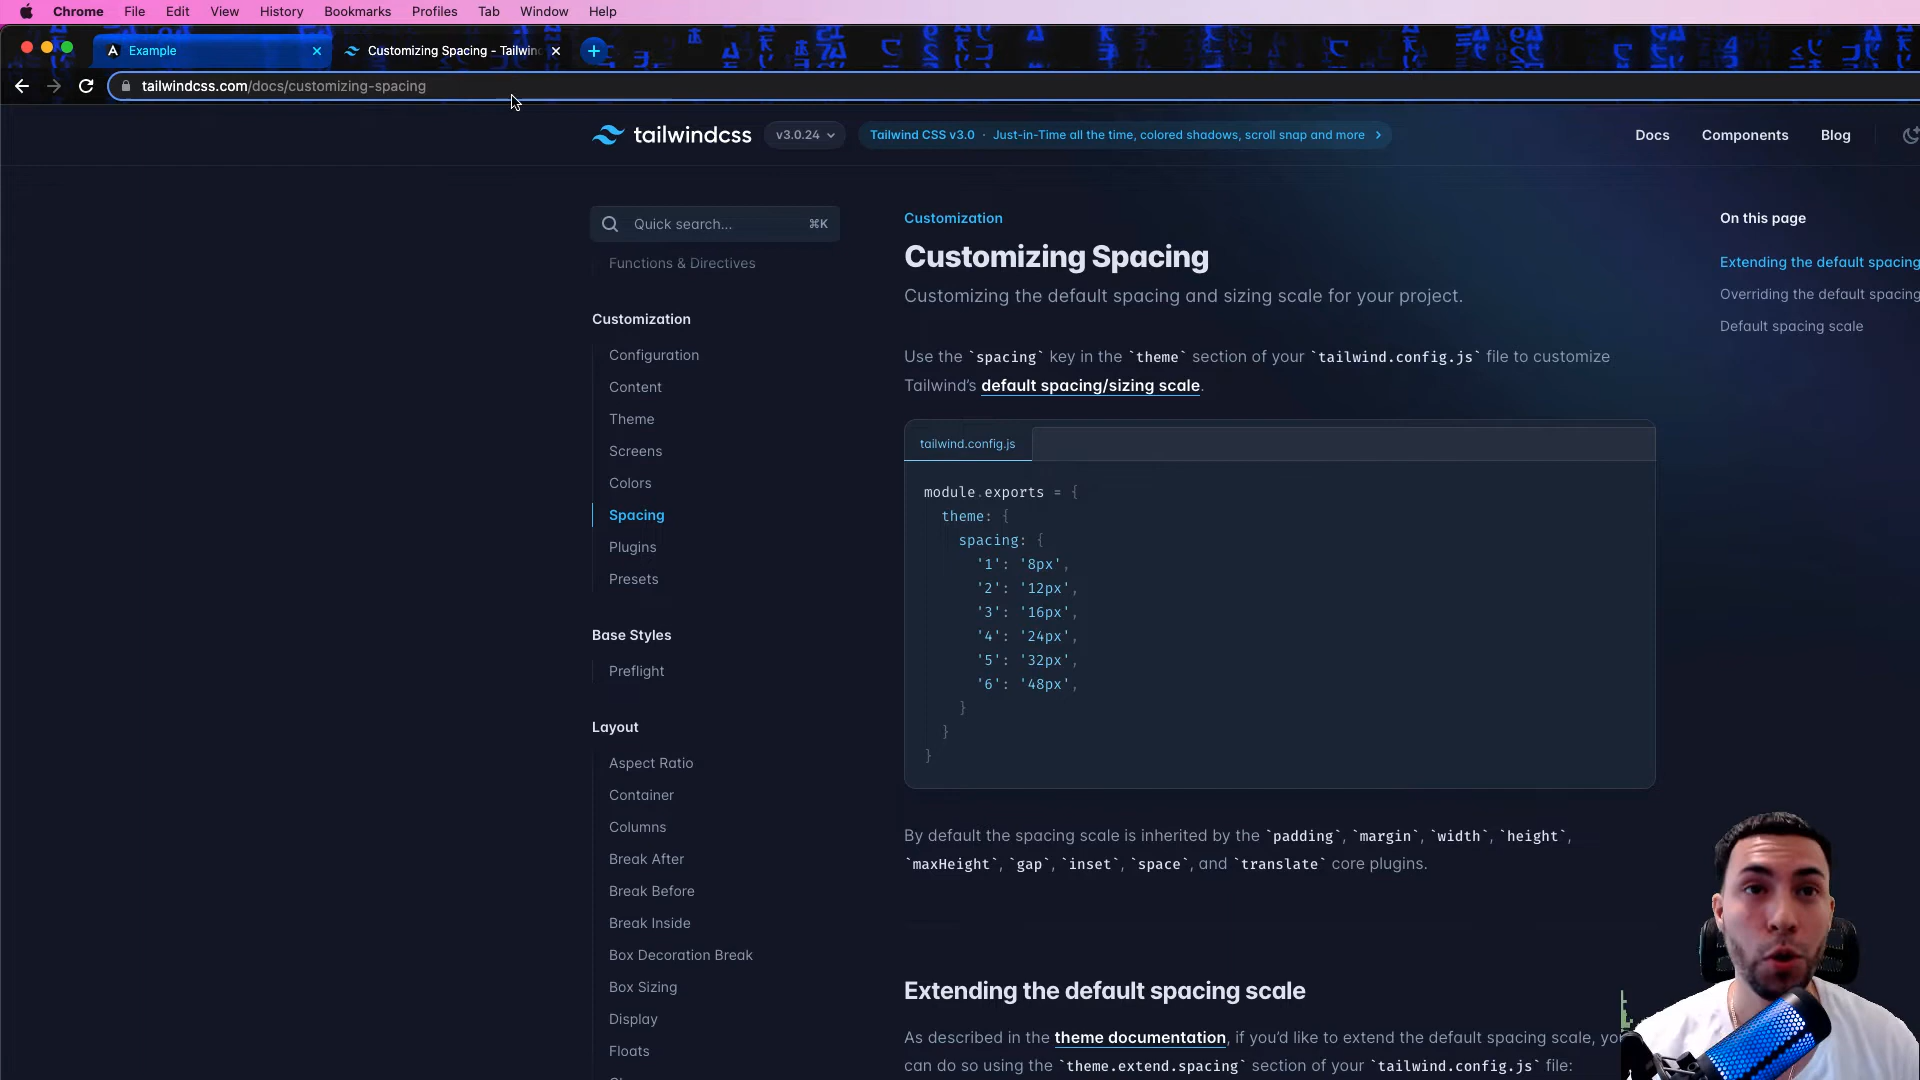 Chrome File Edit View History Bookmarks Profiles Tab Window Help
Example
Customizing Spacing - Tailwind
tailwindcss.com/docs/customizing-spacing
tailwindcss
v3.0.24
Tailwind CSS v3.0 · Just-in-Time all the time, colored shadows, scroll snap and more
Docs
Components
Blog
Quick search...
⌘K
Functions & Directives
Customization
Configuration
Content
Theme
Screens
Colors
Spacing
Plugins
Presets
Base Styles
Preflight
Layout
Aspect Ratio
Container
Columns
Break After
Break Before
Break Inside
Box Decoration Break
Box Sizing
Display
Floats
Customization
Customizing Spacing
Customizing the default spacing and sizing scale for your project.
Use the `spacing` key in the `theme` section of your `tailwind.config.js` file to customize
Tailwind’s default spacing/sizing scale.
tailwind.config.js
module.exports = {
theme: {
spacing: {
'1': '8px',
'2': '12px',
'3': '16px',
'4': '24px',
'5': '32px',
'6': '48px',
}
}
}
By default the spacing scale is inherited by the `padding`, `margin`, `width`, `height`,
`maxHeight`, `gap`, `inset`, `space`, and `translate` core plugins.
Extending the default spacing scale
As described in the theme documentation, if you’d like to extend the default spacing scale, you
can do so using the `theme.extend.spacing` section of your `tailwind.config.js` file:
On this page
Extending the default spacing
Overriding the default spacing
Default spacing scale